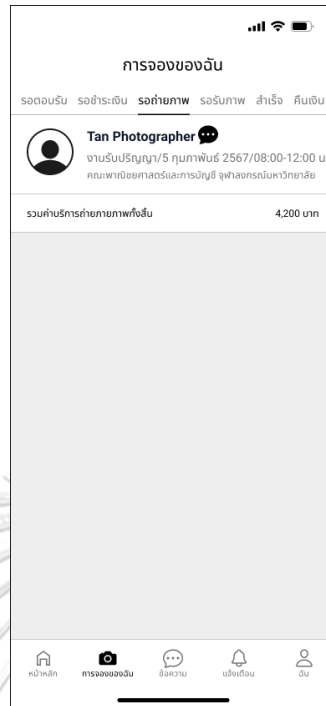 การจองของฉัน
รอตอบรับ รอชำระเงิน รอถ่ายภาพ รอรับภาพ สำเร็จ คืนเงิน
Tan Photographer
งานรับปริญญา/5 กุมภาพันธ์ 2567/08:00-12:00 น
คณะพาณิชยศาสตร์และการบัญชี จุฬาลงกรณ์มหาวิทยาลัย
รวมค่าบริการถ่ายภายภาพทั้งสิ้น 4,200 บาท
หน้าหลัก การจองของฉัน ข้อความ แจ้งเตือน ฉัน